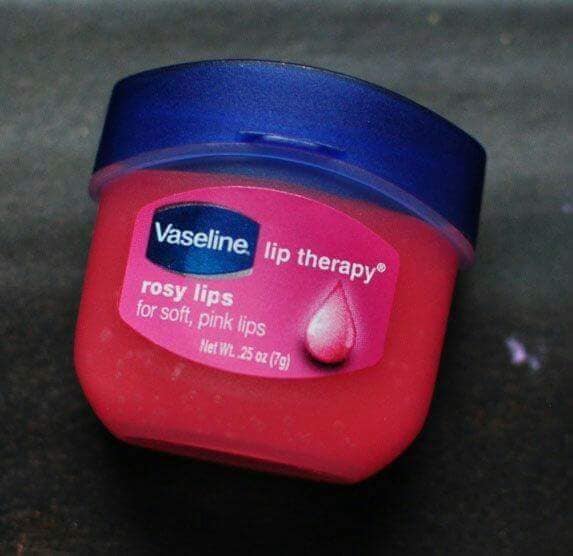 Vaseline.
lip therapy®
rosy lips
for soft, pink lips
Net Wt. .25 oz (7g)